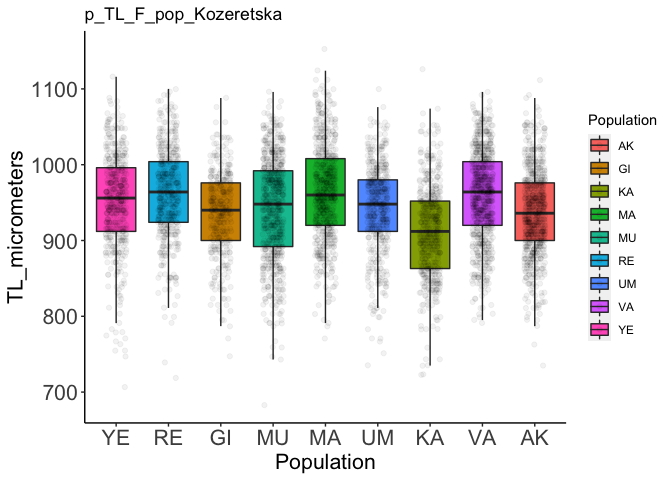 p_TL_F_pop_Kozeretska
TL_micrometers
1100
1000
900
800
700
YE RE GI MU MA UM KA VA AK
Population
Population
AK
GI
KA
MA
MU
RE
UM
VA
YE